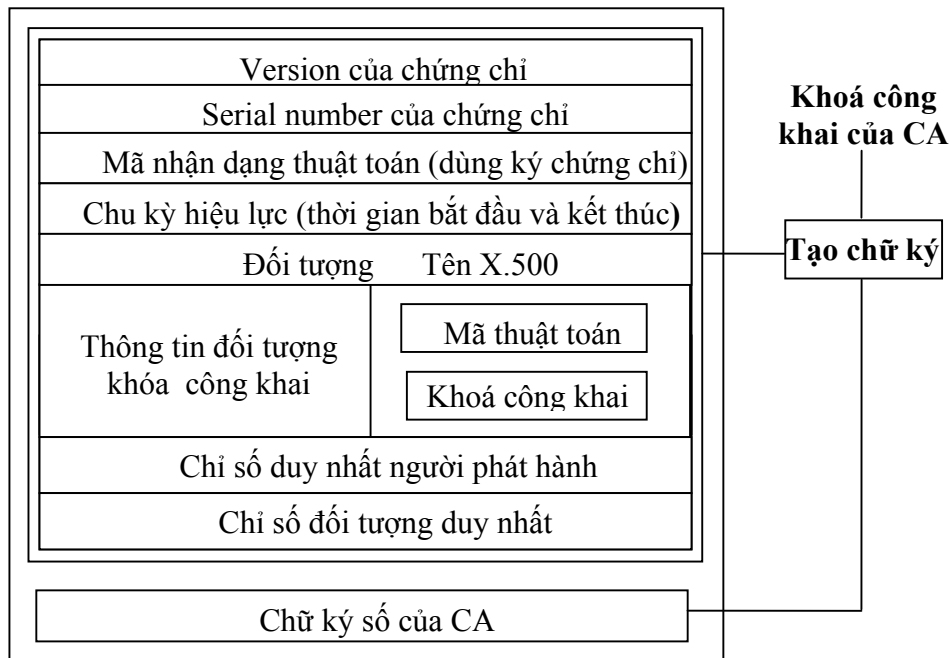 Version của chứng chỉ
Serial number của chứng chỉ
Mã nhận dạng thuật toán (dùng ký chứng chỉ)
Chu kỳ hiệu lực (thời gian bắt đầu và kết thúc)
Đối tượng Tên X.500
Thông tin đối tượng
khóa công khai
Mã thuật toán
Khoá công khai
Chỉ số duy nhất người phát hành
Chỉ số đối tượng duy nhất
Chữ ký số của CA
Khoá công
khai của CA
Tạo chữ ký